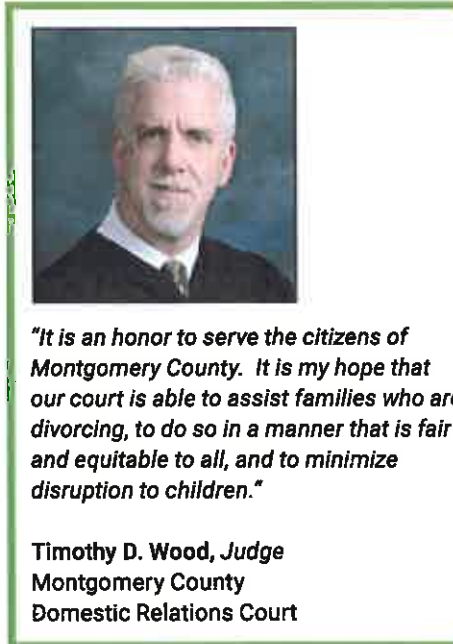 "It is an honor to serve the citizens of
Montgomery County.  It is my hope that
our court is able to assist families who are
divorcing, to do so in a manner that is fair
and equitable to all, and to minimize
disruption to children."
Timothy D. Wood, Judge
Montgomery County
Domestic Relations Court